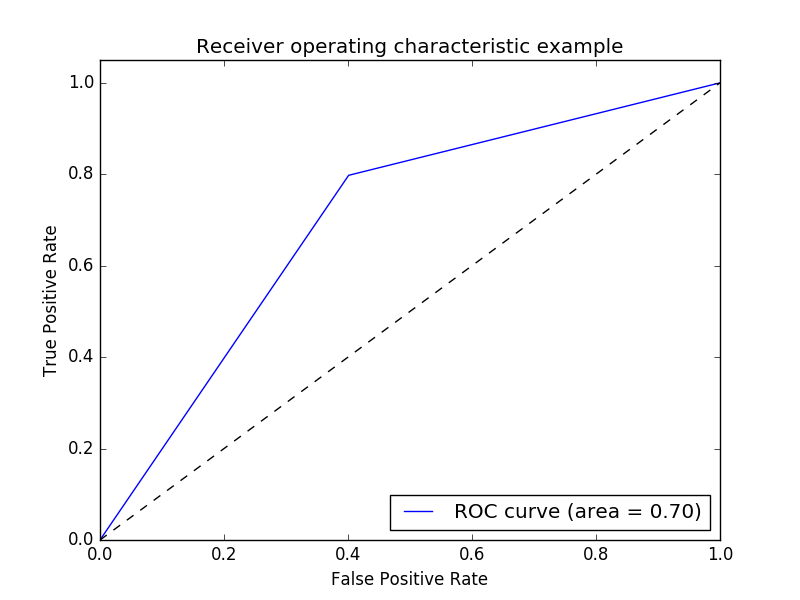 Receiver operating characteristic example
True Positive Rate
1.0
0.8
0.6
0.4
0.2
0.0
ROC curve (area = 0.70)
0.0 0.2 0.4 0.6 0.8 1.0
False Positive Rate